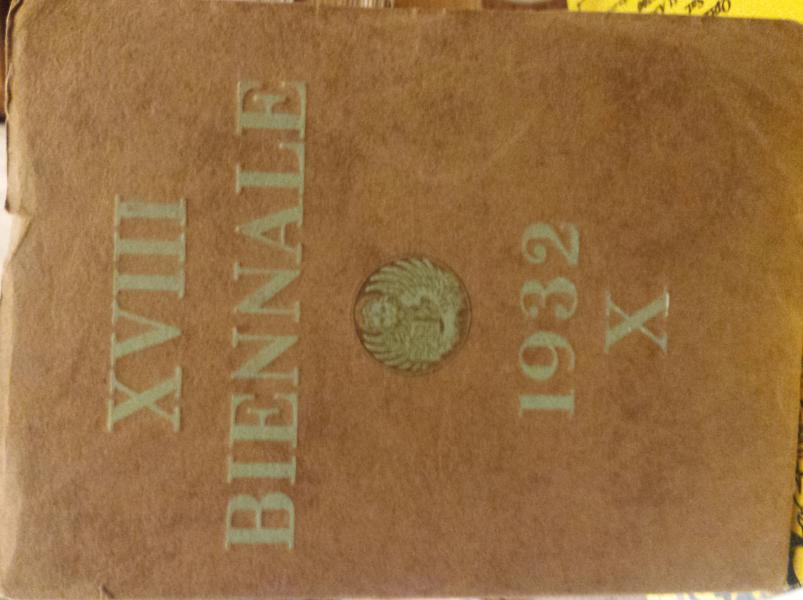 XVIII
BIENNALE
1932
X